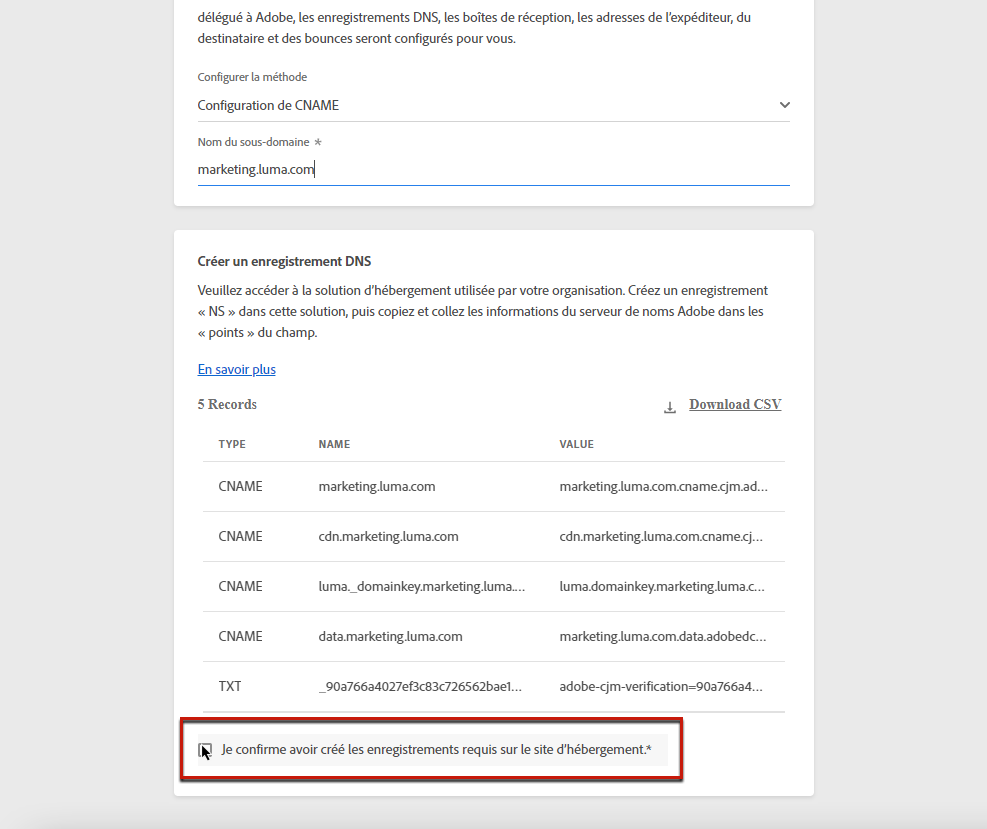 délégué à Adobe, les enregistrements DNS, les boîtes de réception, les adresses de l’expéditeur, du
destinataire et des bounces seront configurés pour vous.
Configurer la méthode
Configuration de CNAME
Nom du sous-domaine *
marketing.luma.com
Créer un enregistrement DNS
Veuillez accéder à la solution d’hébergement utilisée par votre organisation. Créez un enregistrement
« NS » dans cette solution, puis copiez et collez les informations du serveur de noms Adobe dans les
« points » du champ.
En savoir plus
5 Records Download CSV
TYPE NAME VALUE
CNAME marketing.luma.com marketing.luma.com.cname.cjm.ad...
CNAME cdn.marketing.luma.com cdn.marketing.luma.com.cname.cj...
CNAME luma._domainkey.marketing.luma.... luma.domainkey.marketing.luma.c...
CNAME data.marketing.luma.com marketing.luma.com.data.adobedc...
TXT _90a766a4027ef3c83c726562bae1... adobe-cjm-verification=90a766a4...
Je confirme avoir créé les enregistrements requis sur le site d’hébergement.*